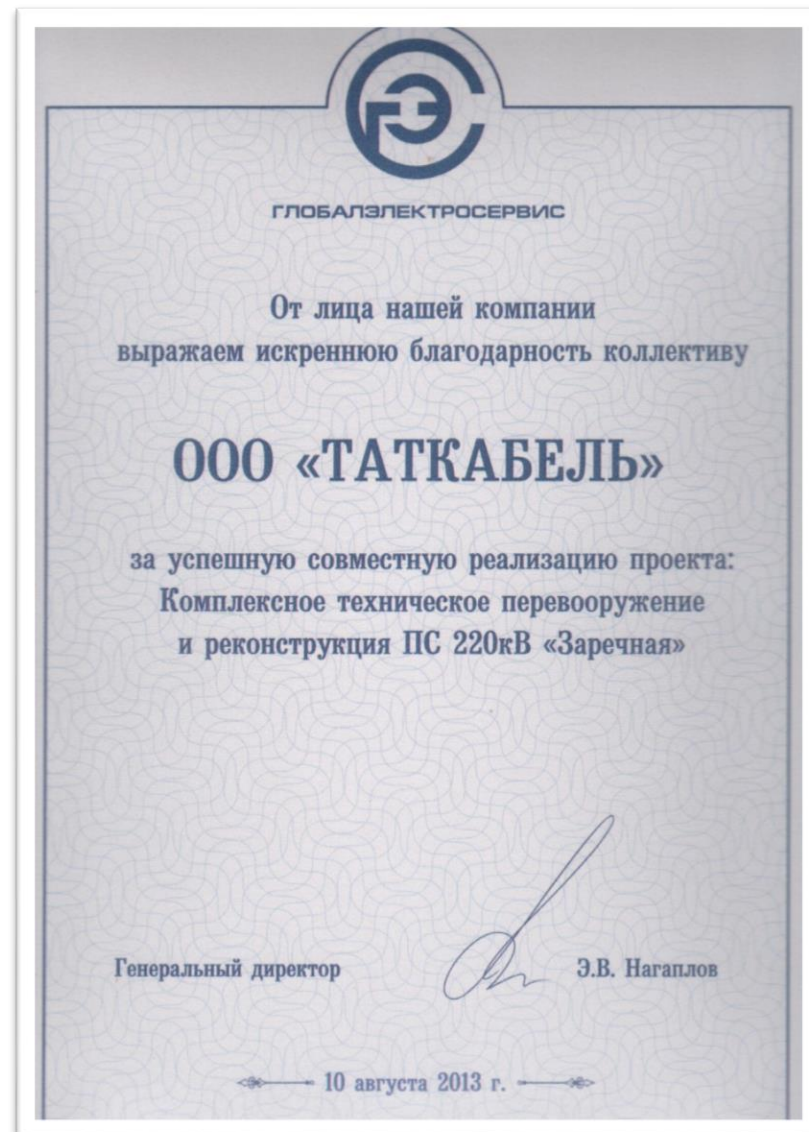 ГЭС
ГЛОБАЛЭЛЕКТРОСЕРВИС
От лица нашей компании
выражаем искреннюю благодарность коллективу
ООО «ТАТКАБЕЛЬ»
за успешную совместную реализацию проекта:
Комплексное техническое перевооружение
и реконструкция ПС 220кВ «Заречная»
Генеральный директор Э.В. Нагаплов
10 августа 2013 г.